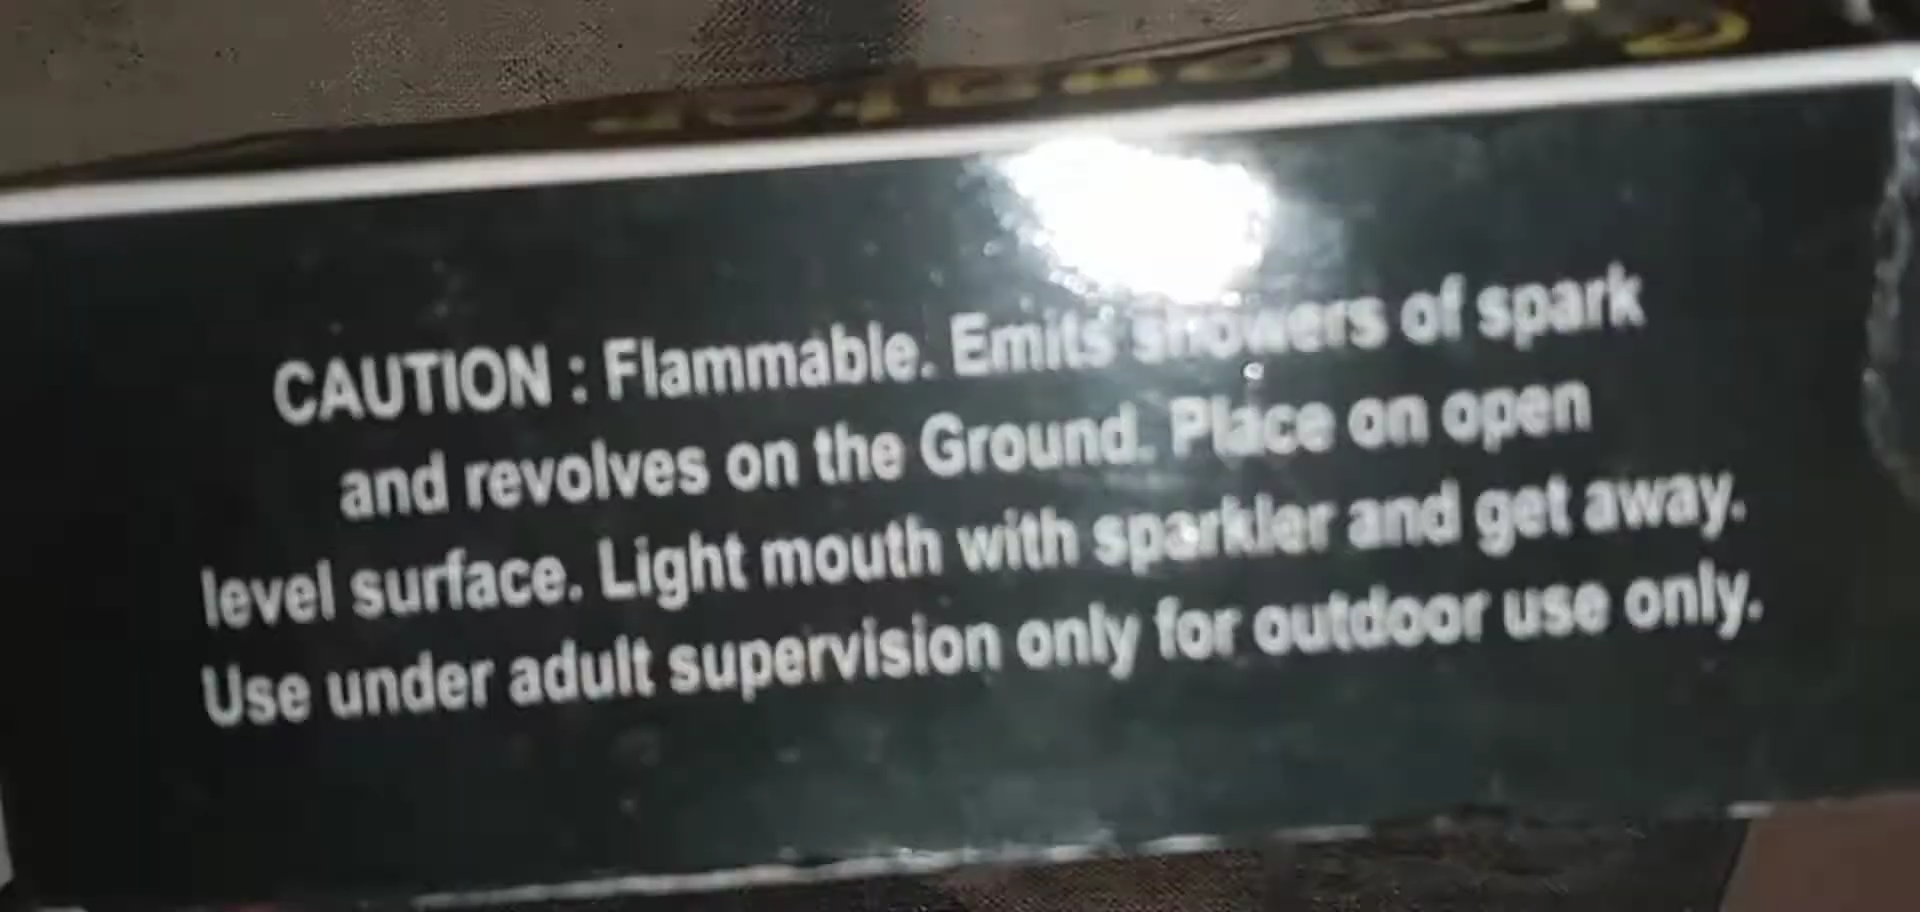 CAUTION : Flammable. Emits showers of spark
and revolves on the Ground. Place on open
level surface. Light mouth with sparkler and get away.
Use under adult supervision only for outdoor use only.